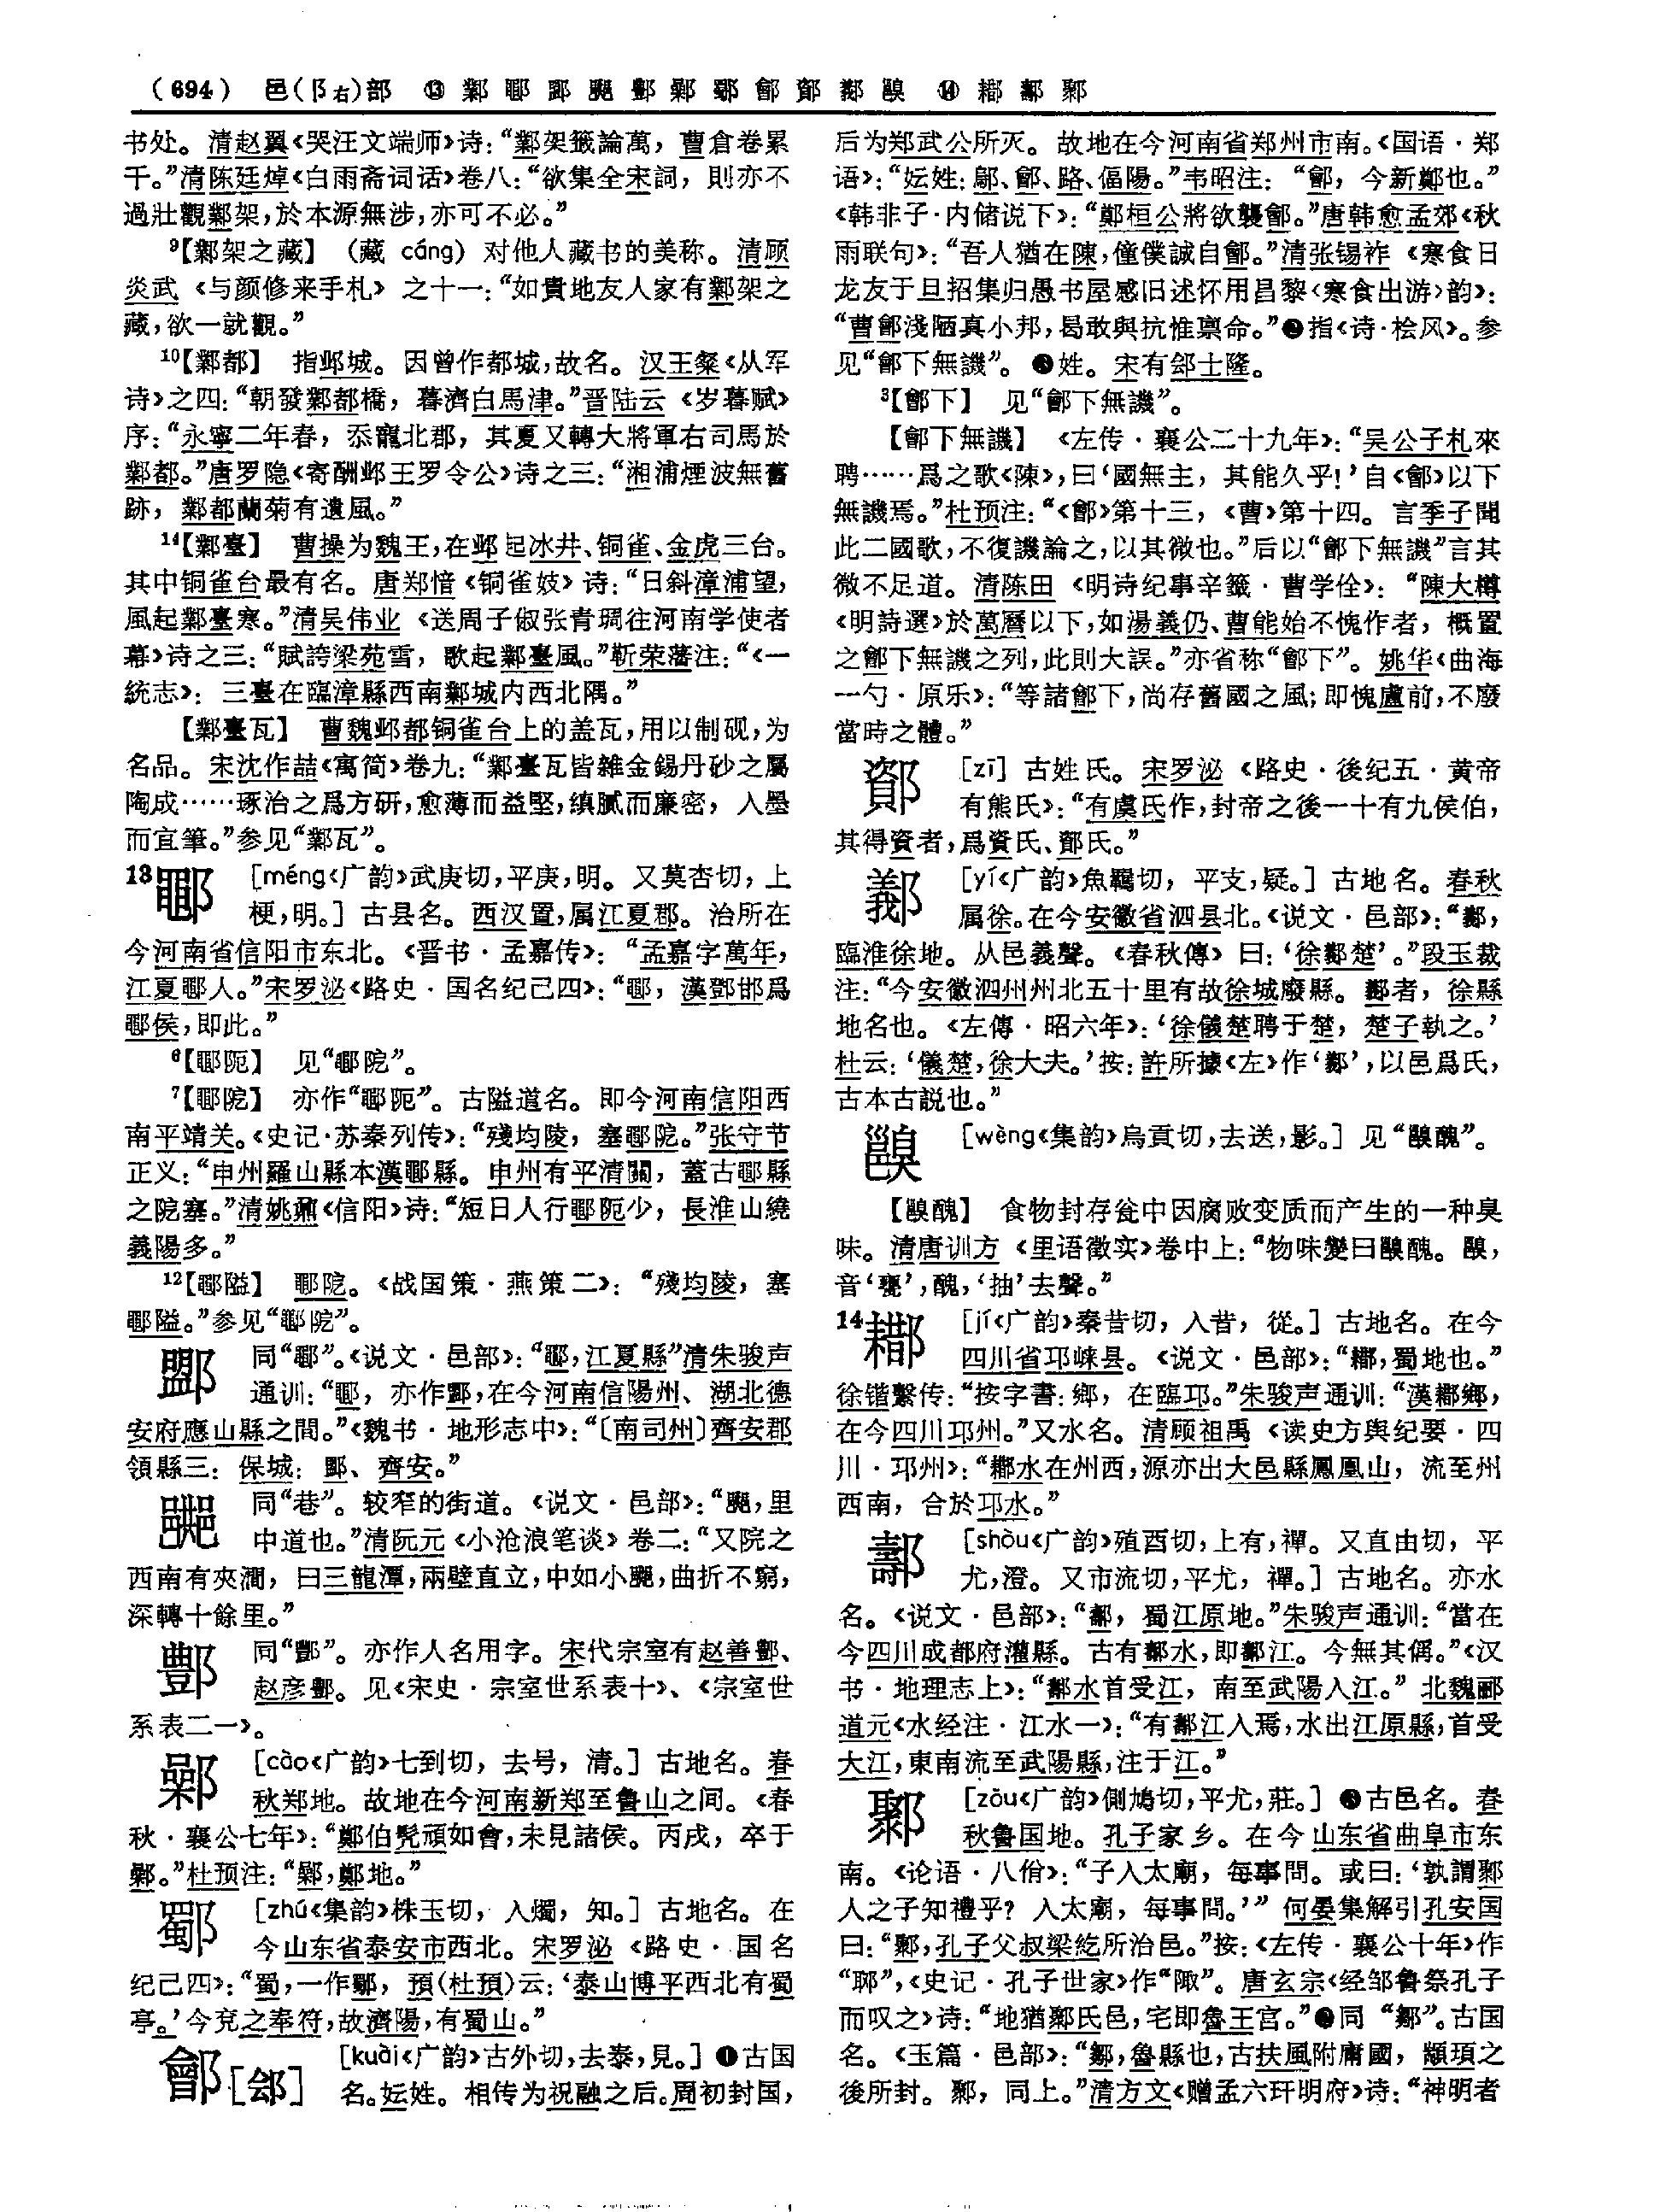 （694） 邑(阝右)部 ⑬ 鄴 鄳 𨞩 𨞠 酆 鄵 𨞕 鄶 𨞢 鄯 𨞜 ⑭ 𨞼 𨟔 鄹
书处。清赵翼《哭汪文端师》诗：“鄴架籤論萬，曹倉卷累
千。”清陈廷焯《白雨斋词话》卷八：“欲集全宋詞，則亦不
過壯觀鄴架，於本源無涉，亦可不必。”
⁹【鄴架之藏】（藏 cáng）对他人藏书的美称。清顾
炎武《与颜修来手札》之十一：“如貴地友人家有鄴架之
藏，欲一就觀。”
¹⁰【鄴都】 指邺城。因曾作都城，故名。汉王粲《从军
诗》之四：“朝發鄴都橋，暮濟白馬津。”晋陆云《岁暮赋》
序：“永寧二年春，忝寵北郡，其夏又轉大將軍右司馬於
鄴都。”唐罗隐《寄酬邺王罗令公》诗之三：“湘浦煙波無舊
跡，鄴都蘭菊有遺風。”
¹⁴【鄴臺】 曹操为魏王，在邺起冰井、铜雀、金虎三台。
其中铜雀台最有名。唐郑愔《铜雀妓》诗：“日斜漳浦望，
風起鄴臺寒。”清吴伟业《送周子俶张青琱往河南学使者
幕》诗之三：“賦誇梁苑雪，歌起鄴臺風。”靳荣藩注：“《一
統志》：三臺在臨漳縣西南鄴城内西北隅。”
【鄴臺瓦】 曹魏邺都铜雀台上的盖瓦，用以制砚，为
名品。宋沈作喆《寓简》卷九：“鄴臺瓦皆雜金錫丹砂之屬
陶成……琢治之爲方研，愈薄而益堅，缜膩而廉密，入墨
而宜筆。”参见“鄴瓦”。
13 鄳 [méng《广韵》武庚切，平庚，明。又莫杏切，上
梗，明。] 古县名。西汉置，属江夏郡。治所在
今河南省信阳市东北。《晋书·孟嘉传》：“孟嘉字萬年，
江夏鄳人。”宋罗泌《路史·国名纪己四》：“鄳，漢鄧邯爲
鄳侯，即此。”
⁶【鄳阨】 见“鄳阸”。
⁷【鄳阸】 亦作“鄳阨”。古隘道名。即今河南信阳西
南平靖关。《史记·苏秦列传》：“殘均陵，塞鄳阸。”张守节
正义：“申州羅山縣本漢鄳縣。申州有平清關，蓋古鄳縣
之阸塞。”清姚鼐《信阳》诗：“短日人行鄳阨少，長淮山繞
義陽多。”
¹²【鄳隘】 鄳阸。《战国策·燕策二》：“殘均陵，塞
鄳隘。”参见“鄳阸”。
同“鄳”。《说文·邑部》：“鄳，江夏縣”清朱骏声
通训：“鄳，亦作，在今河南信陽州、湖北德
安府應山縣之間。”《魏书·地形志中》：“〔南司州〕齊安郡
領縣三：保城：、齊安。”
同“巷”。较窄的街道。《说文·邑部》：“，里
中道也。”清阮元《小沧浪笔谈》卷二：“又院之
西南有夾澗，曰三龍潭，兩壁直立，中如小，曲折不窮，
深轉十餘里。”
酆 同“酆”。亦作人名用字。宋代宗室有赵善酆、
赵彦酆。见《宋史·宗室世系表十》、《宗室世
系表二一》。
鄵 [cào《广韵》七到切，去号，清。] 古地名。春
秋郑地。故地在今河南新郑至鲁山之间。《春
秋·襄公七年》：“鄭伯髡頑如會，未見諸侯。丙戌，卒于
鄵。”杜预注：“鄵，鄭地。”
[zhú《集韵》株玉切，入燭，知。] 古地名。在
今山东省泰安市西北。宋罗泌《路史·国名
纪己四》：“蜀，一作，預(杜預)云：‘泰山博平西北有蜀
亭。’今兗之奉符，故濟陽，有蜀山。”
鄶[郐] [kuài《广韵》古外切，去泰，見。] ❶古国
名。妘姓。相传为祝融之后。周初封国，
后为郑武公所灭。故地在今河南省郑州市南。《国语·郑
语》：“妘姓：鄔、鄶、路、偪陽。”韦昭注：“鄶，今新鄭也。”
《韩非子·内储说下》：“鄭桓公將欲襲鄶。”唐韩愈孟郊《秋
雨联句》：“吾人猶在陳，僮僕誠自鄶。”清张锡祚《寒食日
龙友于旦招集归愚书屋感旧述怀用昌黎〈寒食出游〉韵》：
“曹鄶淺陋真小邦，曷敢與抗惟禀命。”❷指《诗·桧风》。参
见“鄶下無譏”。❸姓。宋有郐士隆。
³【鄶下】 见“鄶下無譏”。
【鄶下無譏】《左传·襄公二十九年》：“吴公子札來
聘……爲之歌《陳》，曰‘國無主，其能久乎！’自《鄶》以下
無譏焉。”杜预注：“《鄶》第十三，《曹》第十四。言季子聞
此二國歌，不復譏論之，以其微也。”后以“鄶下無譏”言其
微不足道。清陈田《明诗纪事辛籤·曹学佺》：“陳大樽
《明詩選》於萬曆以下，如湯義仍、曹能始不愧作者，概置
之鄶下無譏之列，此則大誤。”亦省称“鄶下”。姚华《曲海
一勺·原乐》：“等諸鄶下，尚存舊國之風；即愧盧前，不廢
當時之體。”
[zī] 古姓氏。宋罗泌《路史·後纪五·黄帝
有熊氏》：“有虞氏作，封帝之後一十有九侯伯，
其得資者，爲資氏、氏。”
[yí《广韵》魚羈切，平支，疑。] 古地名。春秋
属徐。在今安徽省泗县北。《说文·邑部》：“，
臨淮徐地。从邑義聲。《春秋傳》曰：‘徐楚’。”段玉裁
注：“今安徽泗州州北五十里有故徐城廢縣。者，徐縣
地名也。《左傳·昭六年》：‘徐儀楚聘于楚，楚子執之。’
杜云：‘儀楚，徐大夫。’按：許所據《左》作‘’，以邑爲氏，
古本古説也。”
[wèng《集韵》烏貢切，去送，影。] 见“醜”。
【醜】 食物封存瓮中因腐败变质而产生的一种臭
味。清唐训方《里语徵实》卷中上：“物味變曰醜。，
音‘甕’，醜，‘抽’去聲。”
14 [jí《广韵》秦昔切，入昔，從。] 古地名。在今
四川省邛崃县。《说文·邑部》：“，蜀地也。”
徐锴繫传：“按字書：鄉，在臨邛。”朱骏声通训：“漢鄉，
在今四川邛州。”又水名。清顾祖禹《读史方舆纪要·四
川·邛州》：“水在州西，源亦出大邑縣鳳凰山，流至州
西南，合於邛水。”
[shòu《广韵》殖酉切，上有，禪。又直由切，平
尤，澄。又市流切，平尤，禪。] 古地名。亦水
名。《说文·邑部》：“，蜀江原地。”朱骏声通训：“當在
今四川成都府灌縣。古有水，即江。今無其偁。”《汉
书·地理志上》：“水首受江，南至武陽入江。”北魏郦
道元《水经注·江水一》：“有江入焉，水出江原縣，首受
大江，東南流至武陽縣，注于江。”
鄹 [zōu《广韵》側鳩切，平尤，莊。] ❶古邑名。春
秋鲁国地。孔子家乡。在今山东省曲阜市东
南。《论语·八佾》：“子入太廟，每事問。或曰：‘孰謂鄹
人之子知禮乎？入太廟，每事問。’”何晏集解引孔安国
曰：“鄹，孔子父叔梁紇所治邑。”按：《左传·襄公十年》作
“郰”，《史记·孔子世家》作“陬”。唐玄宗《经邹鲁祭孔子
而叹之》诗：“地猶鄹氏邑，宅即魯王宫。”❷同“鄒”。古国
名。《玉篇·邑部》：“鄒，魯縣也，古扶風附庸國，顓頊之
後所封。鄹，同上。”清方文《赠孟六玕明府》诗：“神明者